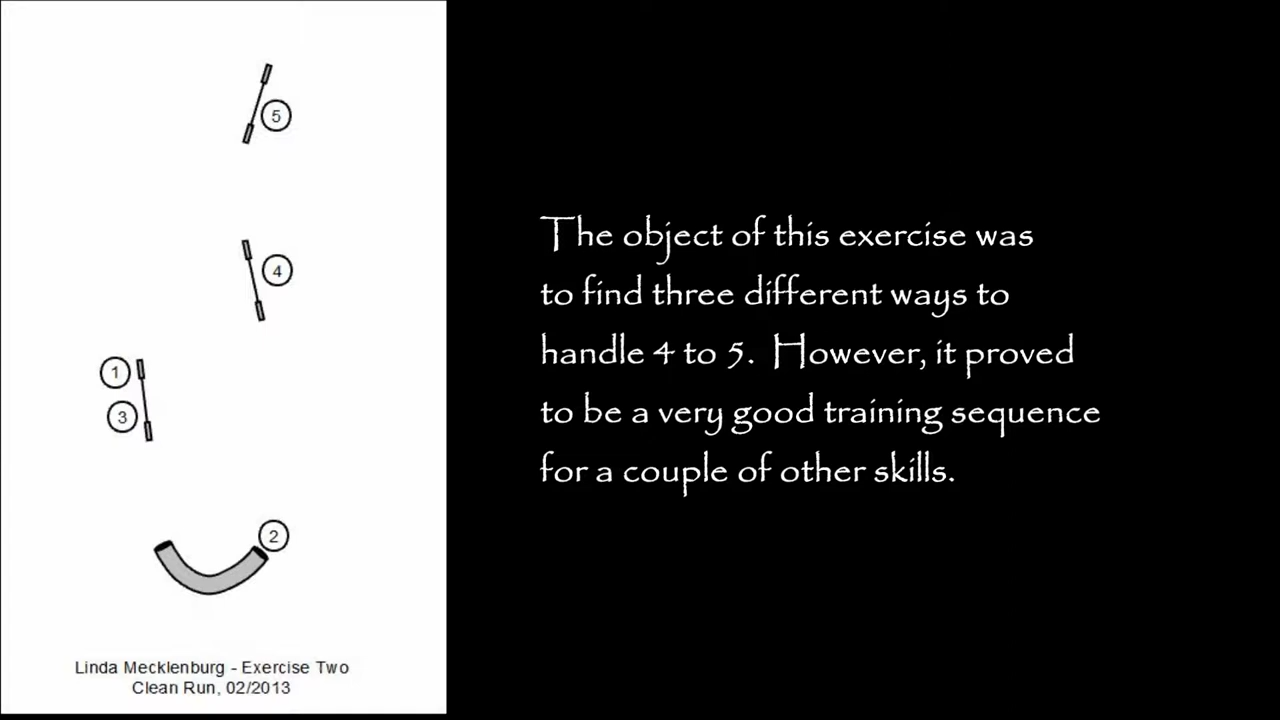 5
4
1
3
2
Linda Mecklenburg - Exercise Two
Clean Run, 02/2013
The object of this exercise was
to find three different ways to
handle 4 to 5. However, it proved
to be a very good training sequence
for a couple of other skills.